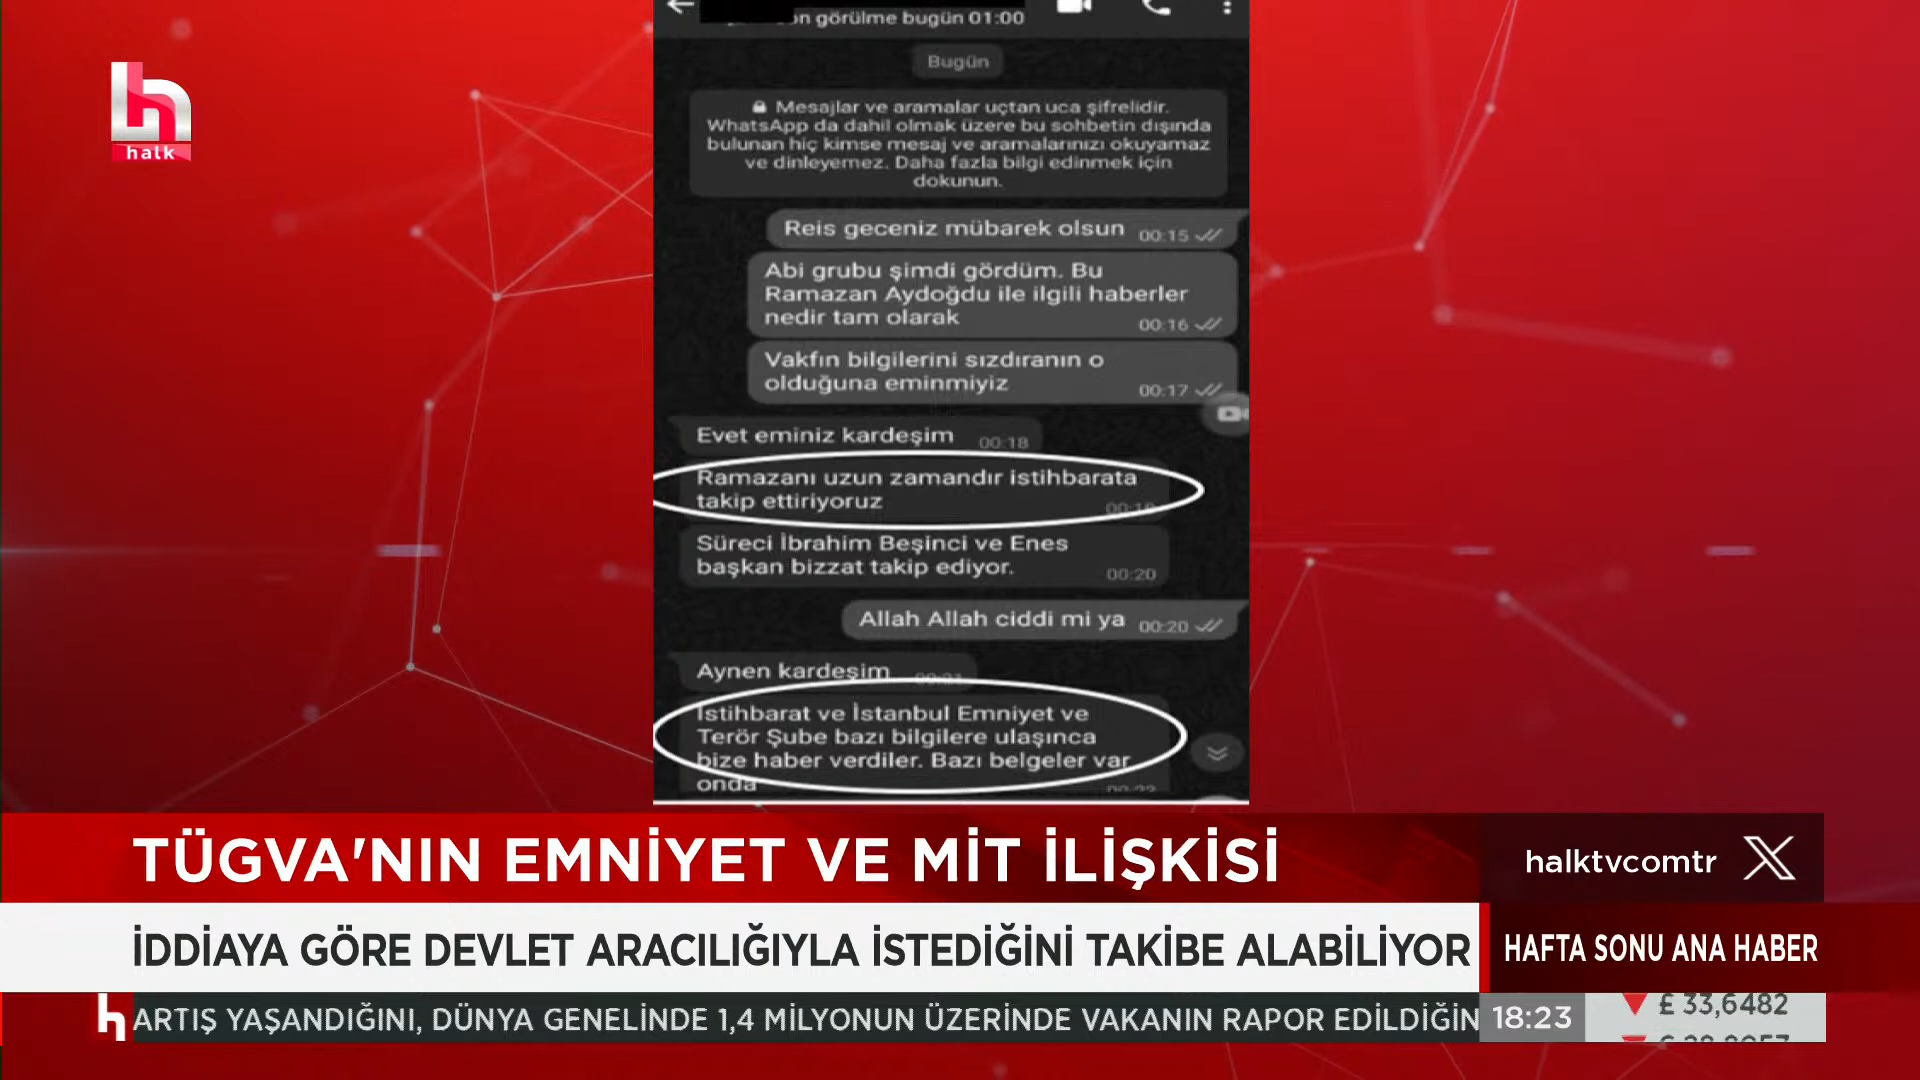 son görülme bugün 01:00
Bugün
Mesajlar ve aramalar uçtan uca şifrelidir.
WhatsApp da dahil olmak üzere bu sohbetin dışında
bulunan hiç kimse mesaj ve aramalarınızı okuyamaz
ve dinleyemez. Daha fazla bilgi edinmek için
dokunun.
halk
Reis geceniz mübarek olsun 00:15
Abi grubu şimdi gördüm. Bu
Ramazan Aydoğdu ile ilgili haberler
nedir tam olarak 00:16
Vakfın bilgilerini sızdıranın o
olduğuna eminmiyiz 00:17
Evet eminiz kardeşim 00:18
Ramazanı uzun zamandır istihbarata
takip ettiriyoruz
Süreci İbrahim Beşinci ve Enes
başkan bizzat takip ediyor. 00:20
Allah Allah ciddi mi ya 00:20
Aynen kardeşim
İstihbarat ve İstanbul Emniyet ve
Terör Şube bazı bilgilere ulaşınca
bize haber verdiler. Bazı belgeler var
onda
TÜGVA'NIN EMNİYET VE MİT İLİŞKİSİ
halktvcomtr
İDDİAYA GÖRE DEVLET ARACILIĞIYLA İSTEDİĞİNİ TAKİBE ALABİLİYOR
HAFTA SONU ANA HABER
h ARTIŞ YAŞANDIĞINI, DÜNYA GENELİNDE 1,4 MİLYONUN ÜZERİNDE VAKANIN RAPOR EDİLDİĞİN
18:23
£ 33,6482